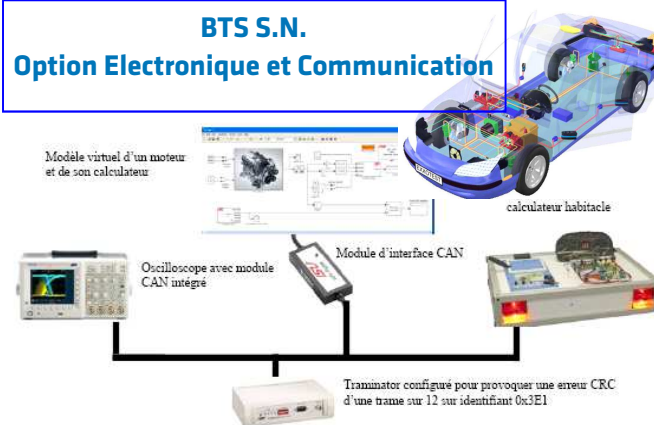 BTS S.N.
Option Electronique et Communication
Modèle virtuel d'un moteur
et de son calculateur
calculateur habitacle
Module d'interface CAN
Oscilloscope avec module
CAN intégré
Traminator configuré pour provoquer une erreur CRC
d'une trame sur 12 sur identifiant 0x3E1